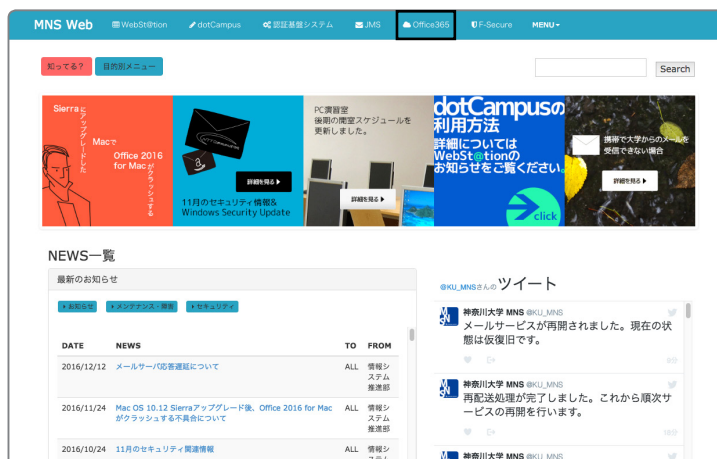 MNS Web
WebSt@tion
dotCampus
認証基盤システム
JMS
Office365
F-Secure
MENU
知ってる？
目的別メニュー
Search
Sierraに
アップグレードした
Macで
Office 2016
for Macが
クラッシュする
詳細を見る
11月のセキュリティ情報&
Windows Security Update
PC演習室
後期の開室スケジュールを
更新しました。
詳細を見る
dotCampusの
利用方法
詳細については
WebSt@tionの
お知らせをご覧ください。
click
携帯で大学からのメールを
受信できない場合
詳細を見る
NEWS一覧
最新のお知らせ
お知らせ
メンテナンス・障害
セキュリティ
DATE NEWS TO FROM
2016/12/12 メールサーバ応答遅延について ALL 情報シ
ステム
推進部
2016/11/24 Mac OS 10.12 Sierraアップグレード後、Office 2016 for Mac ALL 情報シ
がクラッシュする不具合について ステム
推進部
2016/10/24 11月のセキュリティ関連情報 ALL 情報シ
@KU_MNSさんのツイート
神奈川大学 MNS @KU_MNS
メールサービスが再開されました。現在の状
態は仮復旧です。
神奈川大学 MNS @KU_MNS
再配送処理が完了しました。これから順次サ
ービスの再開を行います。
神奈川大学 MNS @KU_MNS